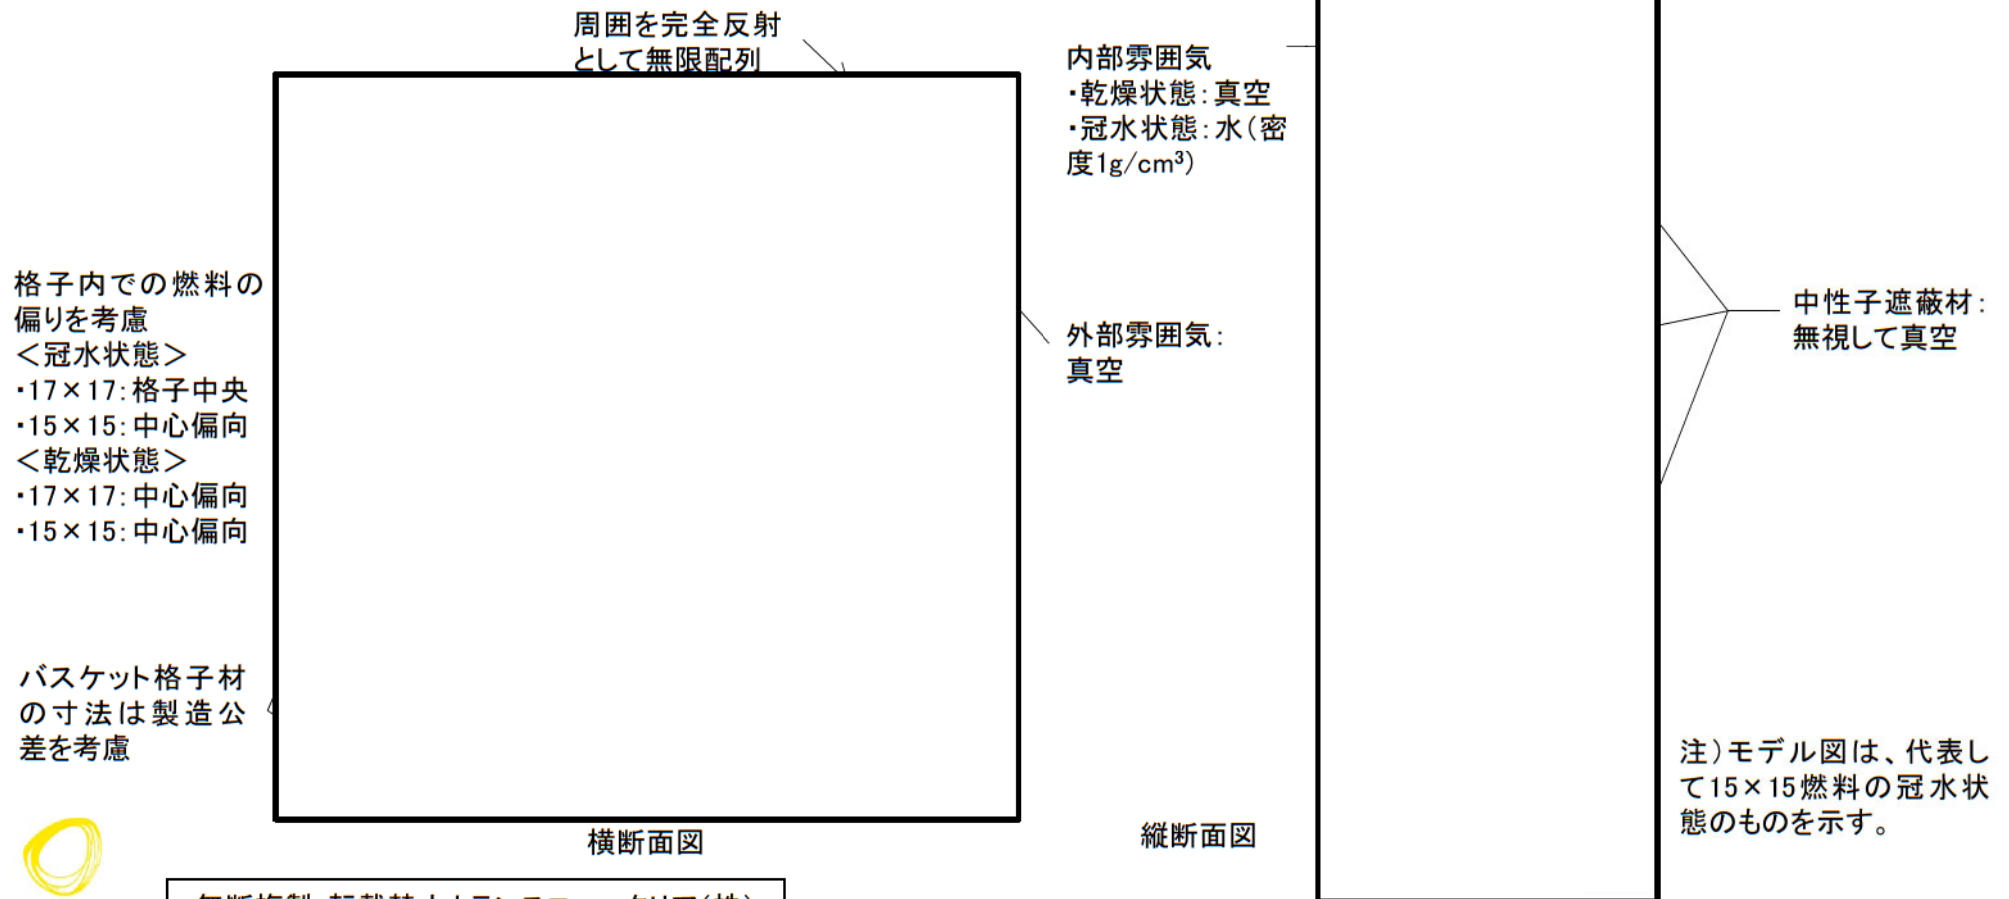 周囲を完全反射
として無限配列
内部雰囲気
・乾燥状態：真空
・冠水状態：水（密
度1g/cm³）
格子内での燃料の
偏りを考慮
＜冠水状態＞
・17×17：格子中央
・15×15：中心偏向
＜乾燥状態＞
・17×17：中心偏向
・15×15：中心偏向
外部雰囲気：
真空
中性子遮蔽材：
無視して真空
バスケット格子材
の寸法は製造公
差を考慮
注）モデル図は、代表し
て15×15燃料の冠水状
態のものを示す。
横断面図
縦断面図